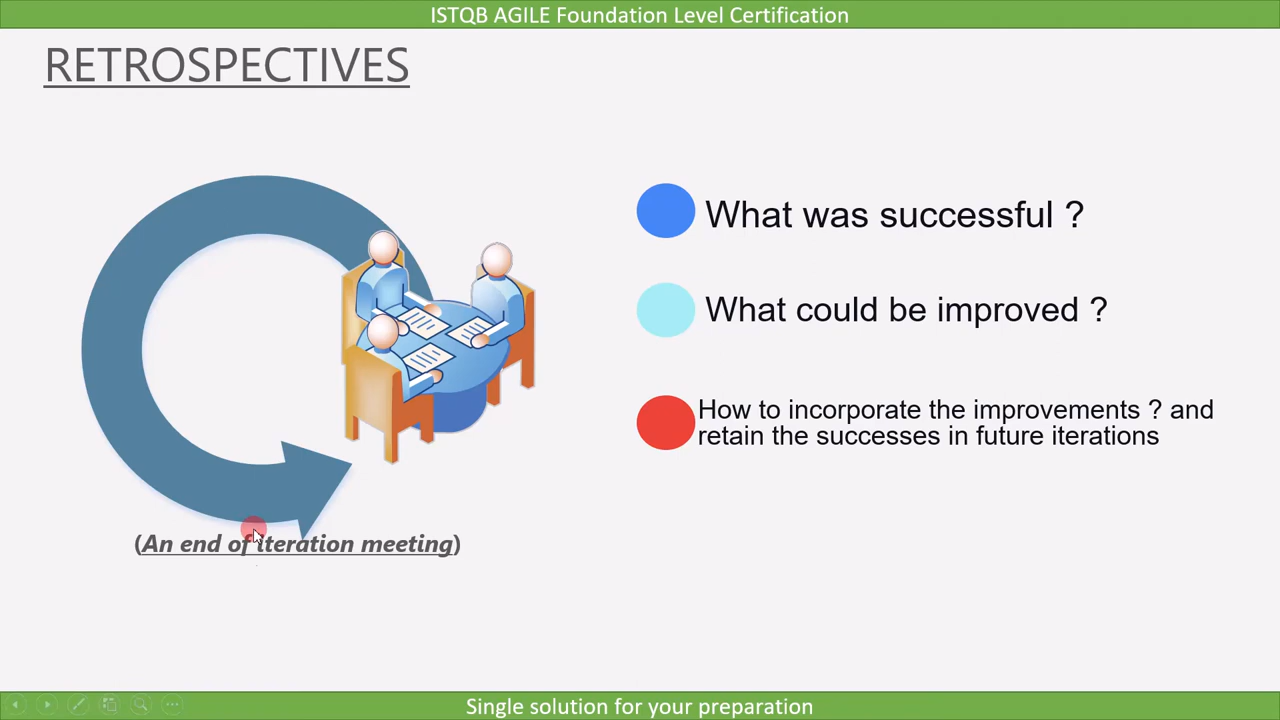 ISTQB AGILE Foundation Level Certification
RETROSPECTIVES
What was successful ?
What could be improved ?
How to incorporate the improvements ? and
retain the successes in future iterations
(An end of iteration meeting)
Single solution for your preparation